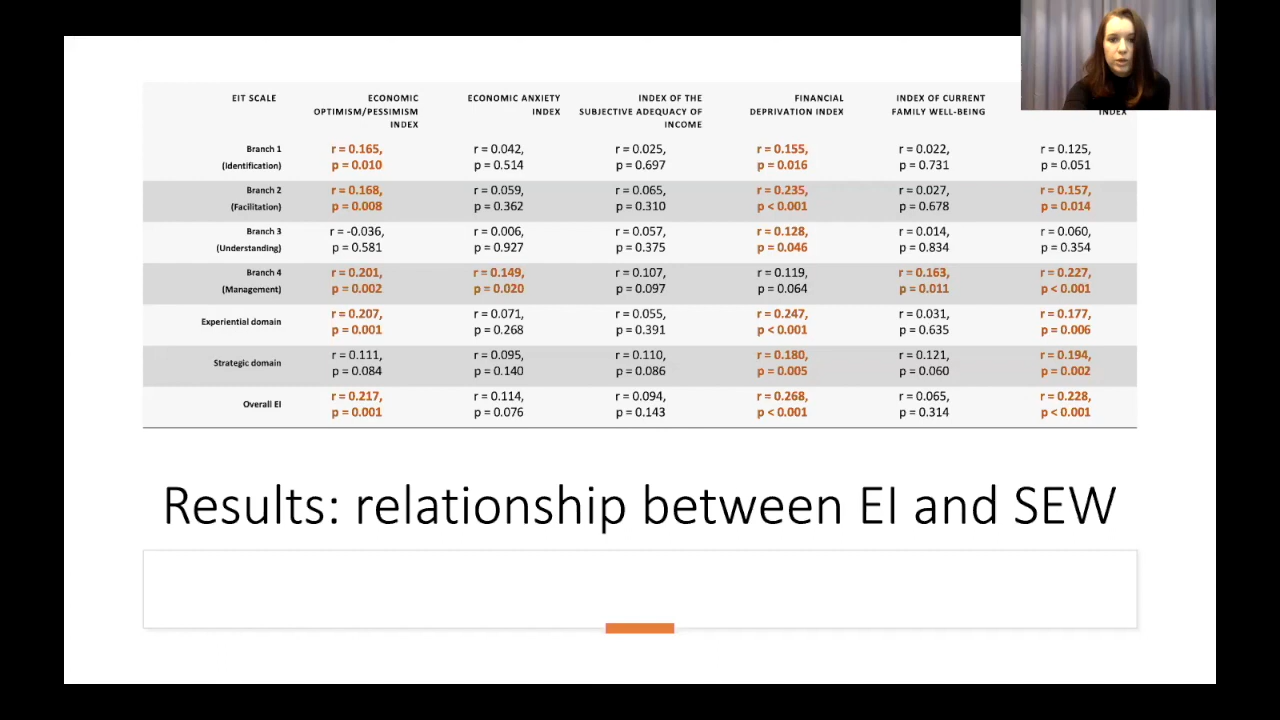 EIT SCALE ECONOMIC OPTIMISM/PESSIMISM INDEX ECONOMIC ANXIETY INDEX INDEX OF THE SUBJECTIVE ADEQUACY OF INCOME FINANCIAL DEPRIVATION INDEX INDEX OF CURRENT FAMILY WELL-BEING INDEX
Branch 1 r = 0.165, r = 0.042, r = 0.025, r = 0.155, r = 0.022, r = 0.125,
(Identification) p = 0.010 p = 0.514 p = 0.697 p = 0.016 p = 0.731 p = 0.051
Branch 2 r = 0.168, r = 0.059, r = 0.065, r = 0.235, r = 0.027, r = 0.157,
(Facilitation) p = 0.008 p = 0.362 p = 0.310 p < 0.001 p = 0.678 p = 0.014
Branch 3 r = -0.036, r = 0.006, r = 0.057, r = 0.128, r = 0.014, r = 0.060,
(Understanding) p = 0.581 p = 0.927 p = 0.375 p = 0.046 p = 0.834 p = 0.354
Branch 4 r = 0.201, r = 0.149, r = 0.107, r = 0.119, r = 0.163, r = 0.227,
(Management) p = 0.002 p = 0.020 p = 0.097 p = 0.064 p = 0.011 p < 0.001
Experiential domain r = 0.207, r = 0.071, r = 0.055, r = 0.247, r = 0.031, r = 0.177,
p = 0.001 p = 0.268 p = 0.391 p < 0.001 p = 0.635 p = 0.006
Strategic domain r = 0.111, r = 0.095, r = 0.110, r = 0.180, r = 0.121, r = 0.194,
p = 0.084 p = 0.140 p = 0.086 p = 0.005 p = 0.060 p = 0.002
Overall EI r = 0.217, r = 0.114, r = 0.094, r = 0.268, r = 0.065, r = 0.228,
p = 0.001 p = 0.076 p = 0.143 p < 0.001 p = 0.314 p < 0.001
Results: relationship between EI and SEW